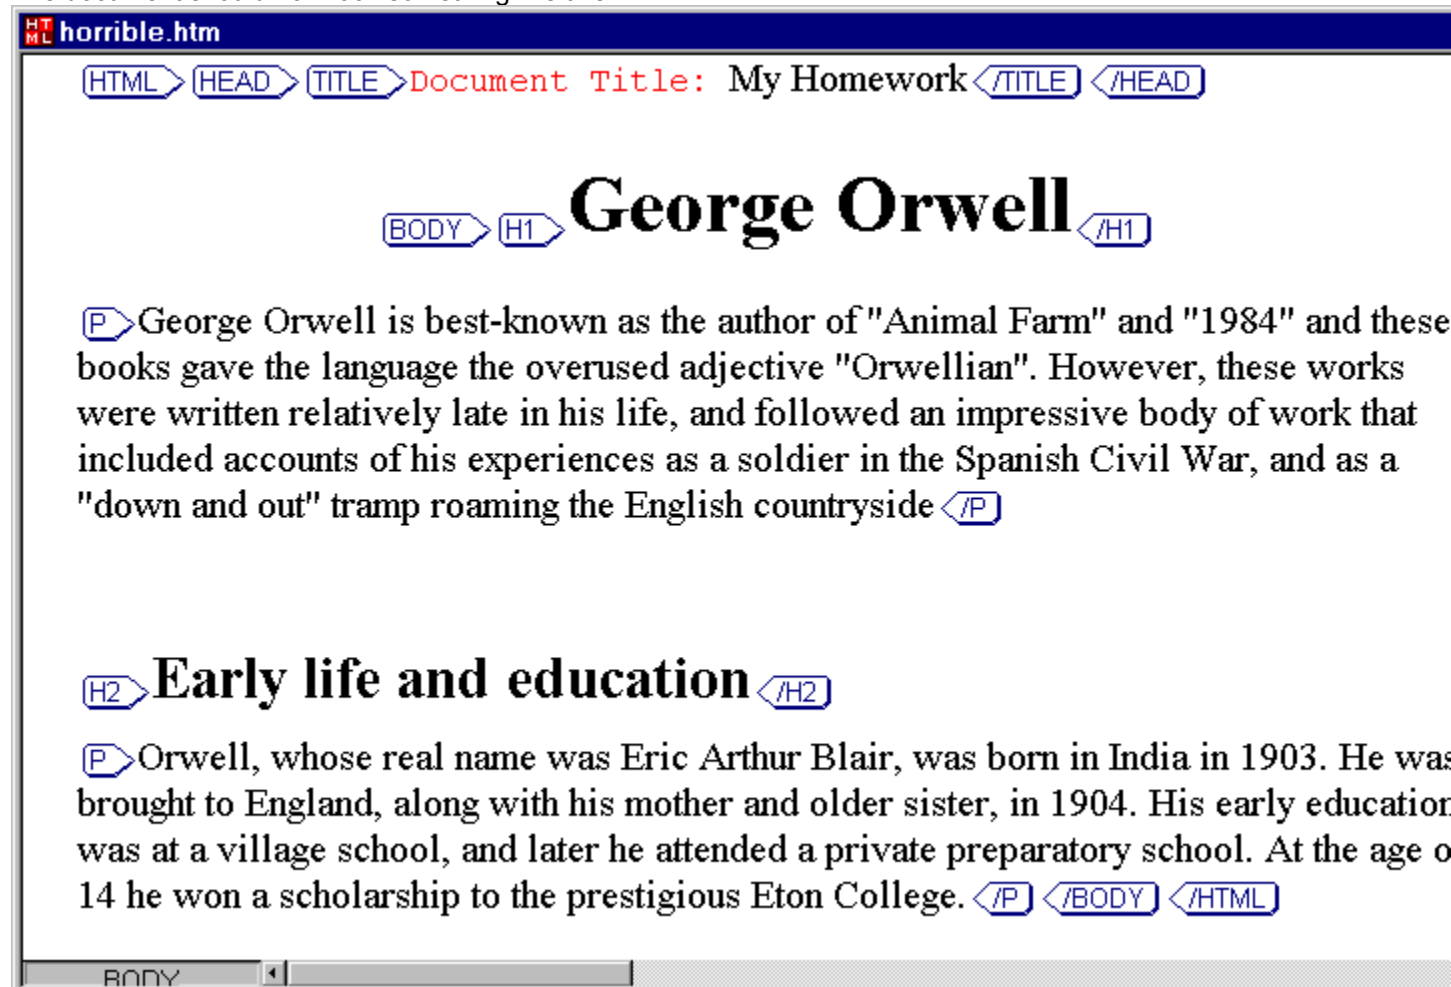 HTML horrible.htm
HTML HEAD TITLE Document Title: My Homework /TITLE /HEAD
BODY H1 George Orwell /H1
P George Orwell is best-known as the author of "Animal Farm" and "1984" and these
books gave the language the overused adjective "Orwellian". However, these works
were written relatively late in his life, and followed an impressive body of work that
included accounts of his experiences as a soldier in the Spanish Civil War, and as a
"down and out" tramp roaming the English countryside /P
H2 Early life and education /H2
P Orwell, whose real name was Eric Arthur Blair, was born in India in 1903. He was
brought to England, along with his mother and older sister, in 1904. His early education
was at a village school, and later he attended a private preparatory school. At the age o
14 he won a scholarship to the prestigious Eton College. /P /BODY /HTML
BODY